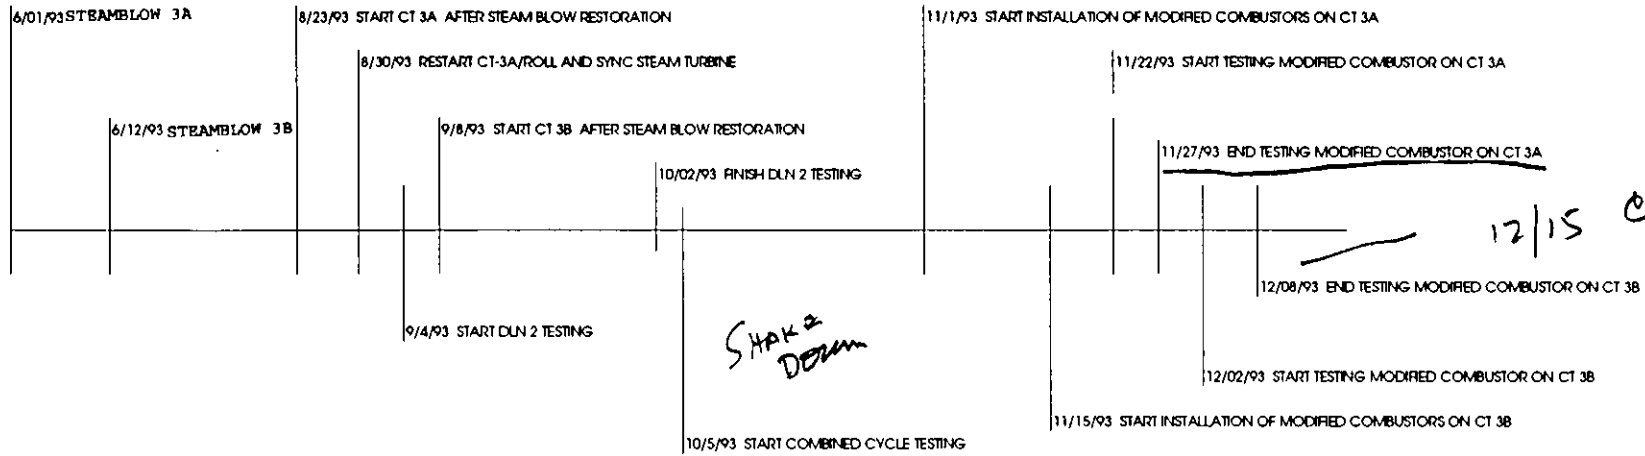 6/01/93 STEAMBLOW 3A
8/23/93 START CT 3A AFTER STEAM BLOW RESTORATION
11/1/93 START INSTALLATION OF MODIFIED COMBUSTORS ON CT 3A
8/30/93 RESTART CT-3A/ROLL AND SYNC STEAM TURBINE
11/22/93 START TESTING MODIFIED COMBUSTOR ON CT 3A
6/12/93 STEAMBLOW 3B
9/8/93 START CT 3B AFTER STEAM BLOW RESTORATION
11/27/93 END TESTING MODIFIED COMBUSTOR ON CT 3A
10/02/93 FINISH DLN 2 TESTING
12/15
12/08/93 END TESTING MODIFIED COMBUSTOR ON CT 3B
9/4/93 START DLN 2 TESTING
SHAKE
DOWN
12/02/93 START TESTING MODIFIED COMBUSTOR ON CT 3B
11/15/93 START INSTALLATION OF MODIFIED COMBUSTORS ON CT 3B
10/5/93 START COMBINED CYCLE TESTING